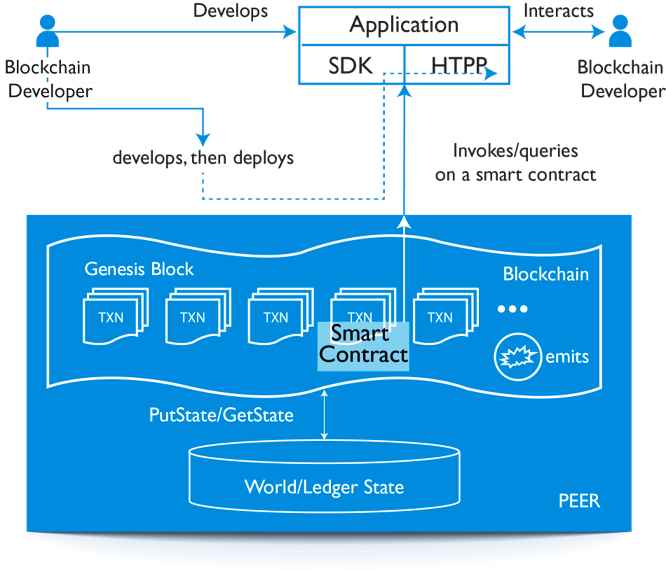 Develops
Application
Interacts
SDK
HTPP
Blockchain
Developer
Blockchain
Developer
develops, then deploys
Invokes/queries
on a smart contract
Genesis Block
Blockchain
TXN
TXN
TXN
TXN
TXN
Smart
Contract
emits
PutState/GetState
World/Ledger State
PEER